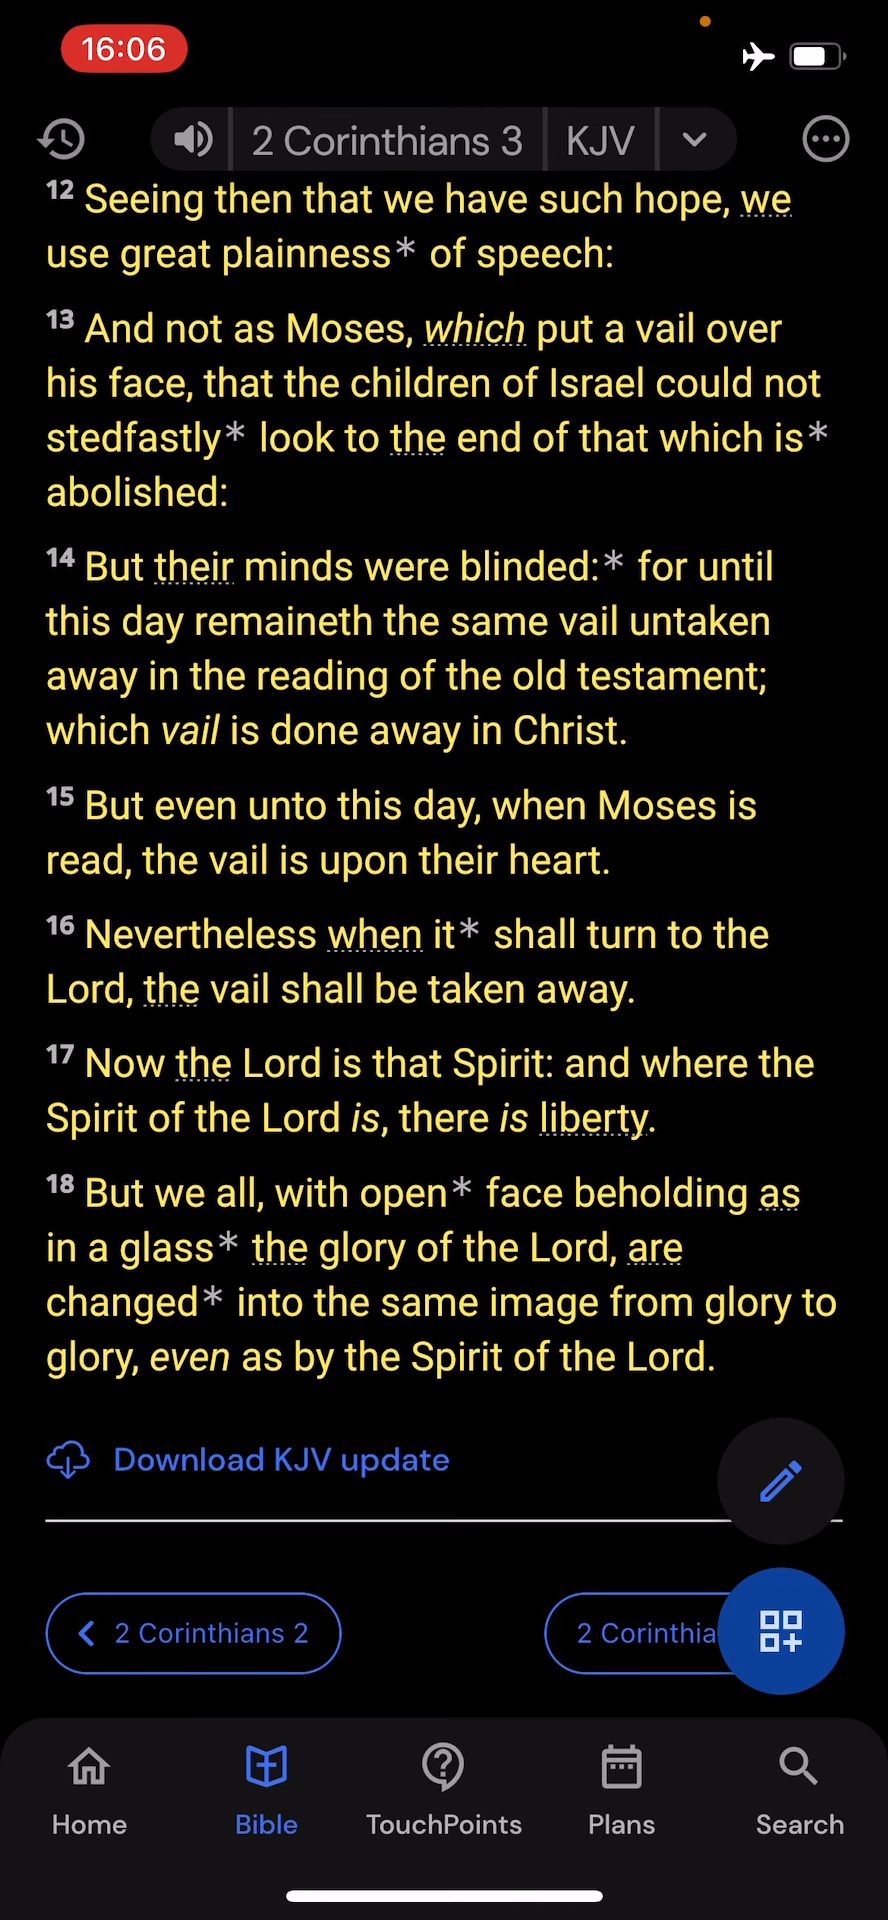 16:06
2 Corinthians 3 KJV
12 Seeing then that we have such hope, we
use great plainness* of speech:
13 And not as Moses, which put a vail over
his face, that the children of Israel could not
stedfastly* look to the end of that which is*
abolished:
14 But their minds were blinded:* for until
this day remaineth the same vail untaken
away in the reading of the old testament;
which vail is done away in Christ.
15 But even unto this day, when Moses is
read, the vail is upon their heart.
16 Nevertheless when it* shall turn to the
Lord, the vail shall be taken away.
17 Now the Lord is that Spirit: and where the
Spirit of the Lord is, there is liberty.
18 But we all, with open* face beholding as
in a glass* the glory of the Lord, are
changed* into the same image from glory to
glory, even as by the Spirit of the Lord.
Download KJV update
2 Corinthians 2
2 Corinthia
Home Bible TouchPoints Plans Search